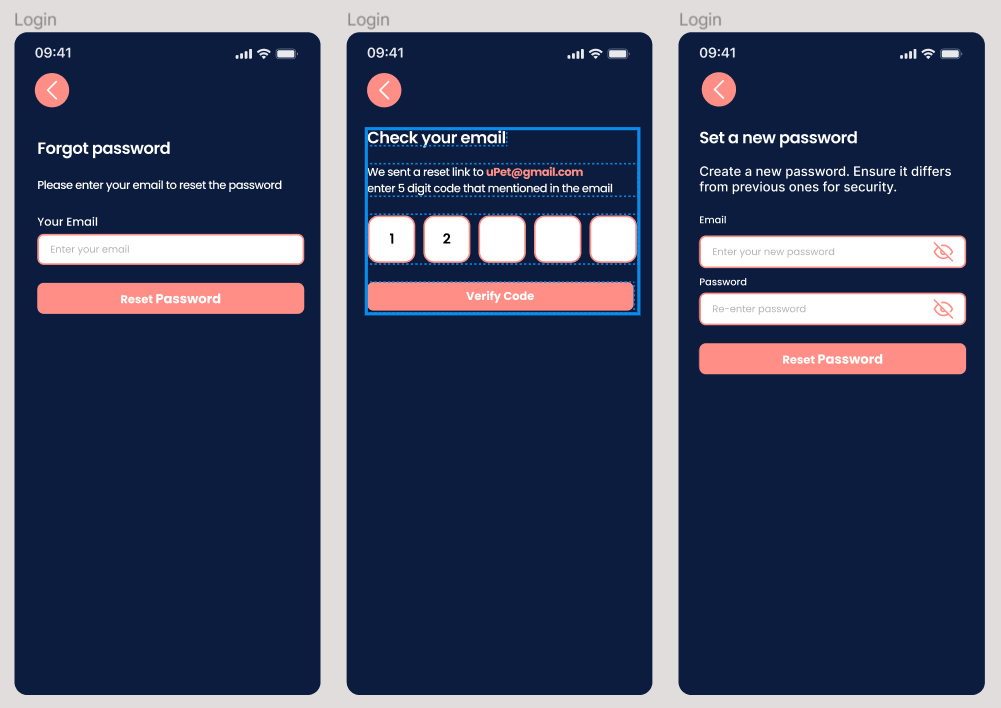 Login
09:41
Forgot password
Please enter your email to reset the password
Your Email
Enter your email
Reset Password
Login
09:41
Check your email
We sent a reset link to uPet@gmail.com
enter 5 digit code that mentioned in the email
1 2
Verify Code
Login
09:41
Set a new password
Create a new password. Ensure it differs
from previous ones for security.
Email
Enter your new password
Password
Re-enter password
Reset Password